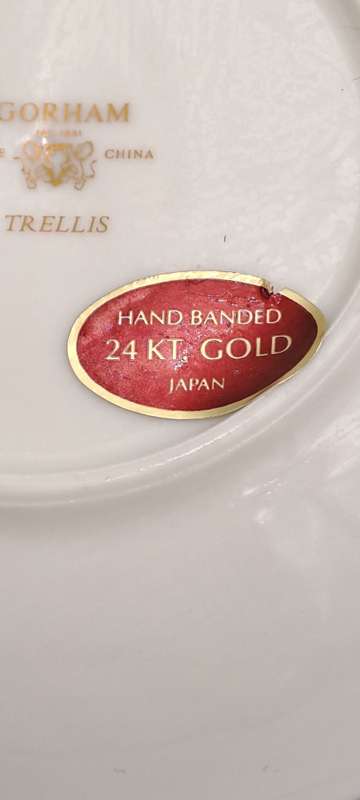 GORHAM
CHINA
TRELLIS
HAND BANDED
24 KT. GOLD
JAPAN